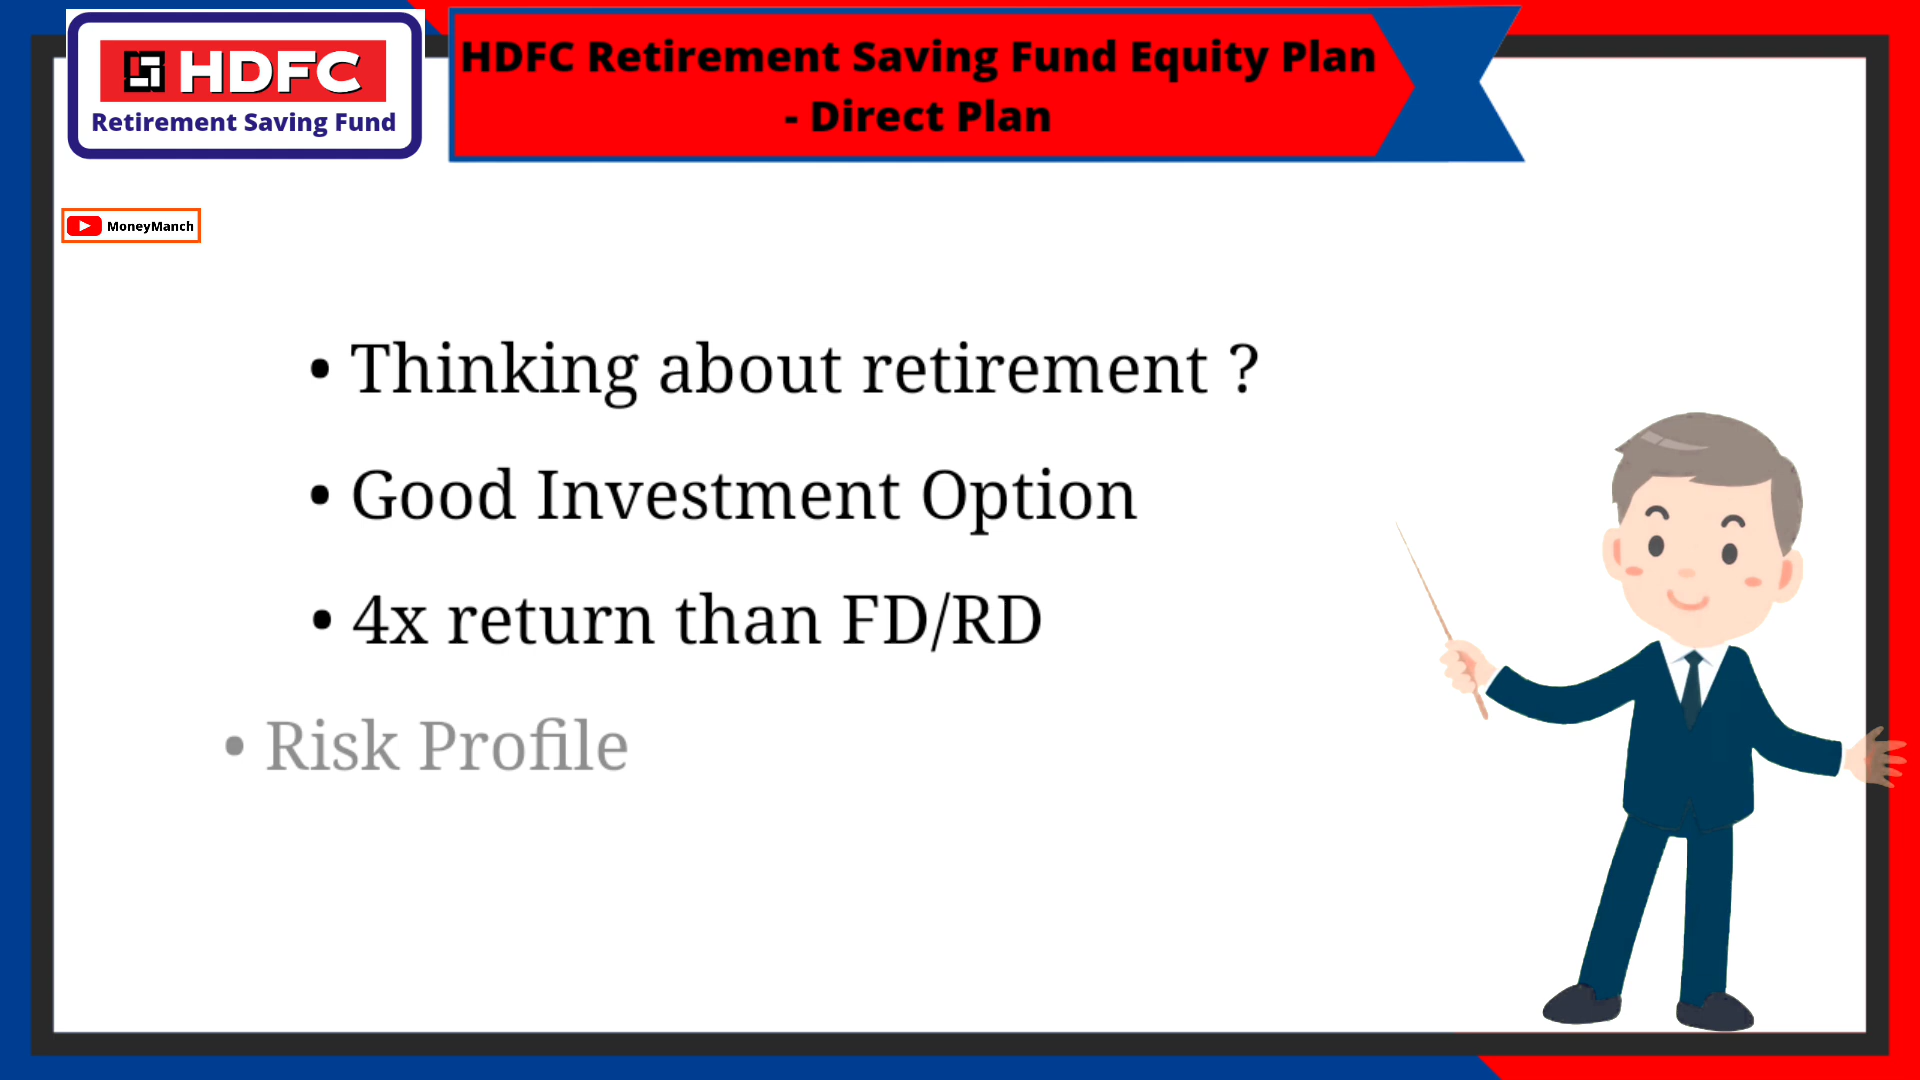 HDFC
Retirement Saving Fund
HDFC Retirement Saving Fund Equity Plan
- Direct Plan
MoneyManch
• Thinking about retirement ?
• Good Investment Option
• 4x return than FD/RD
• Risk Profile